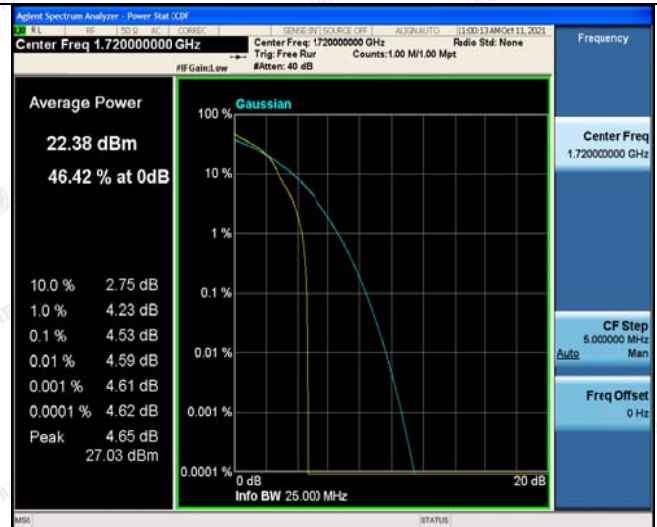 Agilent Spectrum Analyzer - Power Stat CCDF
RL RF 50 Ω AC CORREC SENSE:INT SOURCE OFF ALIGN AUTO 11:00:13 AM Oct 11, 2021
Center Freq 1.720000000 GHz
Center Freq: 1.720000000 GHz
Radio Std: None
Trig: Free Run
Counts:1.00 M/1.00 Mpt
#IFGain:Low
#Atten: 40 dB
Frequency
Average Power
22.38 dBm
46.42 % at 0dB
10.0 % 2.75 dB
1.0 % 4.23 dB
0.1 % 4.53 dB
0.01 % 4.59 dB
0.001 % 4.61 dB
0.0001 % 4.62 dB
Peak 4.65 dB
27.03 dBm
Gaussian
100 %
10 %
1 %
0.1 %
0.01 %
0.001 %
0.0001 %
0 dB
20 dB
Info BW 25.000 MHz
Center Freq
1.720000000 GHz
CF Step
5.000000 MHz
Auto Man
Freq Offset
0 Hz
MSG
STATUS